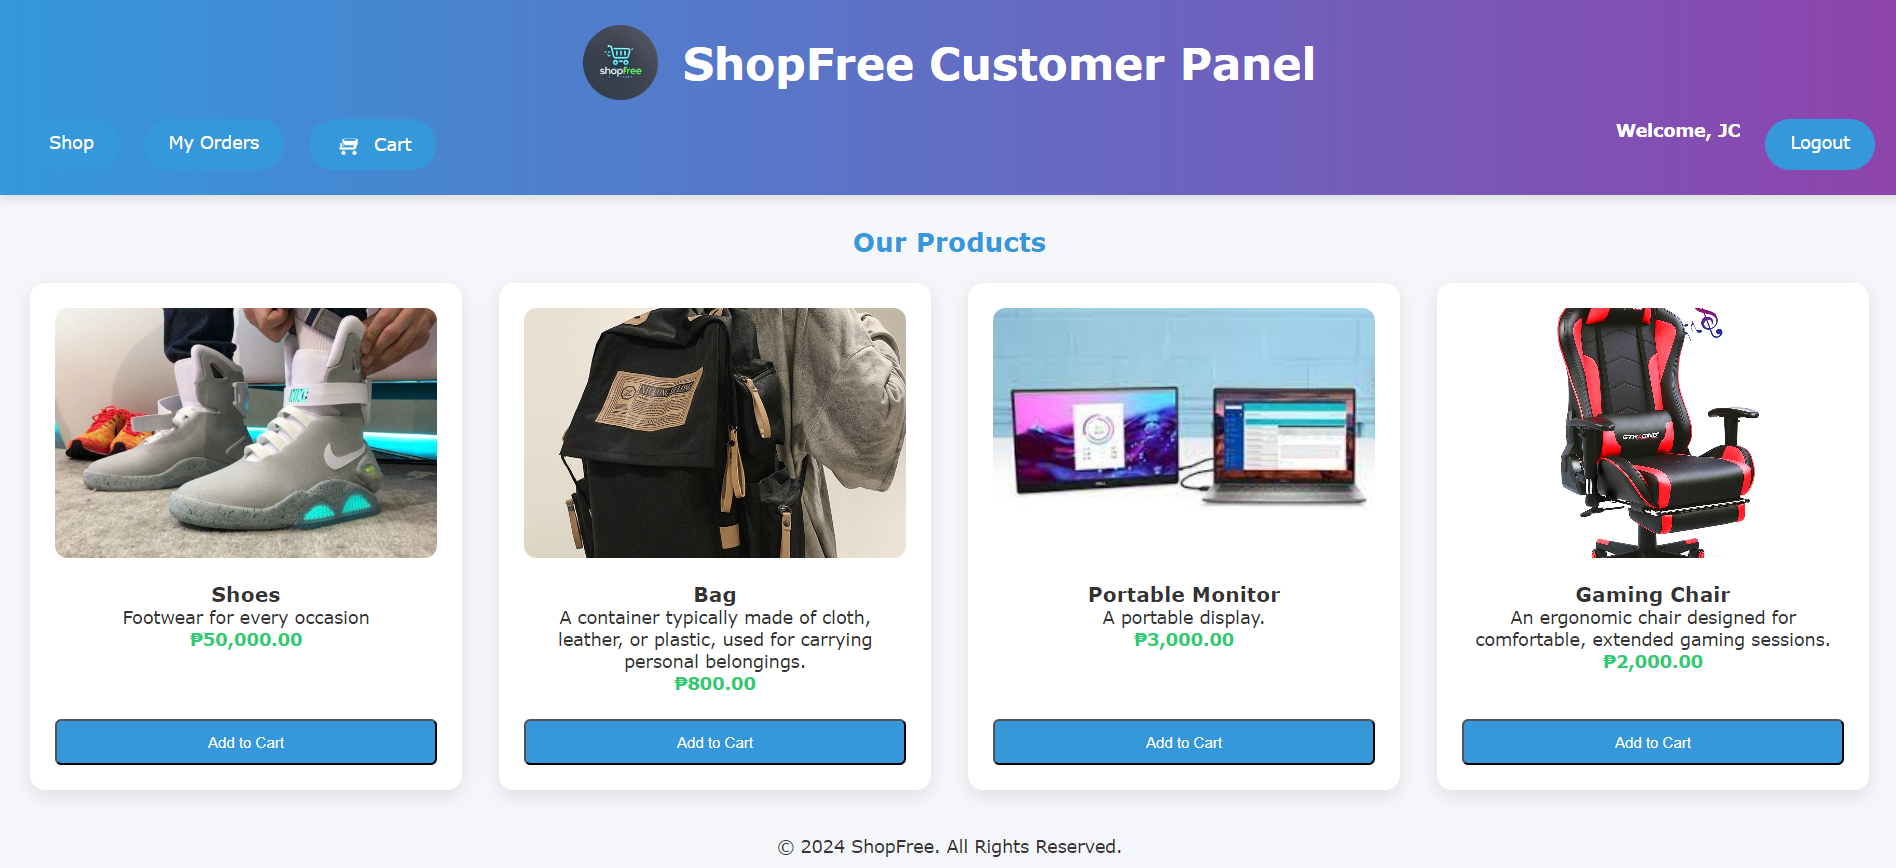 shopfree
ShopFree Customer Panel
Shop
My Orders
Cart
Welcome, JC
Logout
Our Products
Shoes
Footwear for every occasion
₱50,000.00
Add to Cart
Bag
A container typically made of cloth,
leather, or plastic, used for carrying
personal belongings.
₱800.00
Add to Cart
Portable Monitor
A portable display.
₱3,000.00
Add to Cart
Gaming Chair
An ergonomic chair designed for
comfortable, extended gaming sessions.
₱2,000.00
Add to Cart
© 2024 ShopFree. All Rights Reserved.